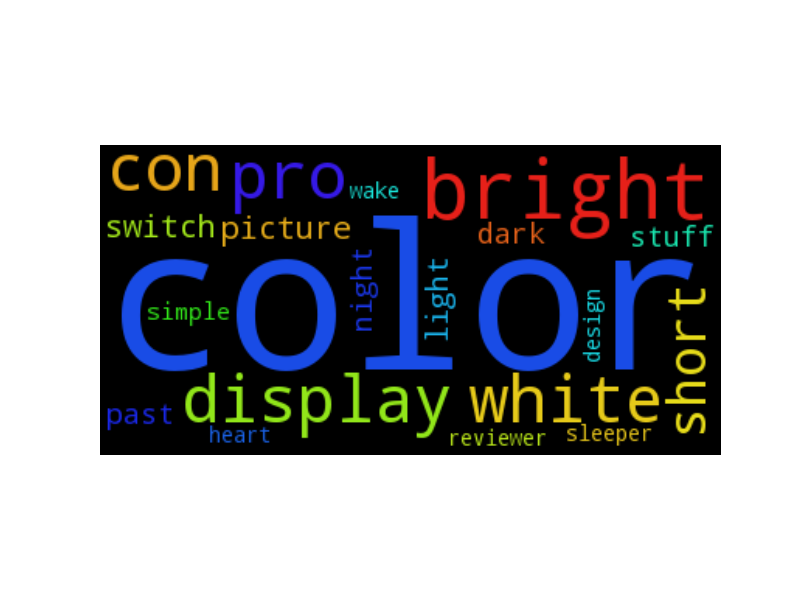 con pro wake bright
switch picture dark stuff
color
simple night light design short
display white
past heart reviewer sleeper